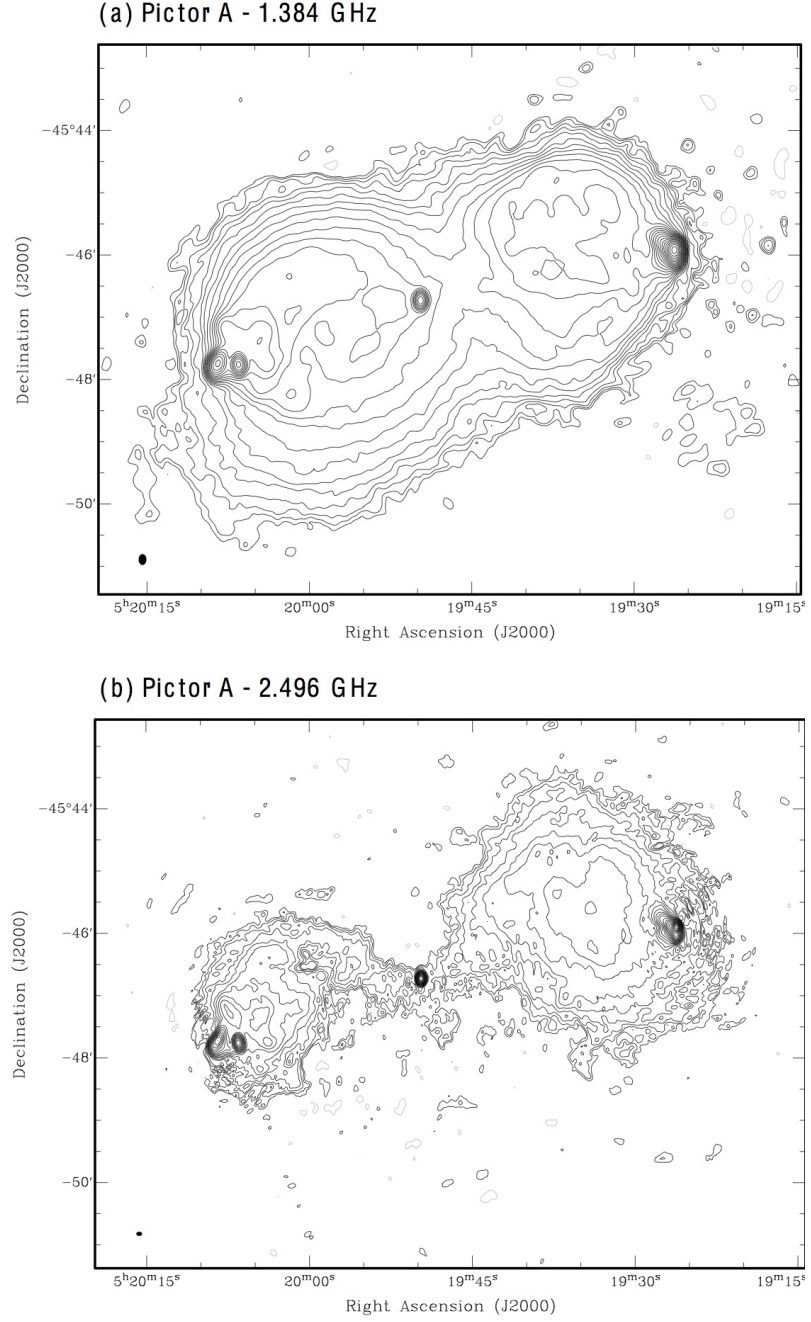 (a) Pictor A - 1.384 GHz
−45°44′
−46′
−48′
−50′
Declination (J2000)
5ʰ20ᵐ15ˢ 20ᵐ00ˢ 19ᵐ45ˢ 19ᵐ30ˢ 19ᵐ15ˢ
Right Ascension (J2000)
(b) Pictor A - 2.496 GHz
−45°44′
−46′
−48′
−50′
Declination (J2000)
5ʰ20ᵐ15ˢ 20ᵐ00ˢ 19ᵐ45ˢ 19ᵐ30ˢ 19ᵐ15ˢ
Right Ascension (J2000)